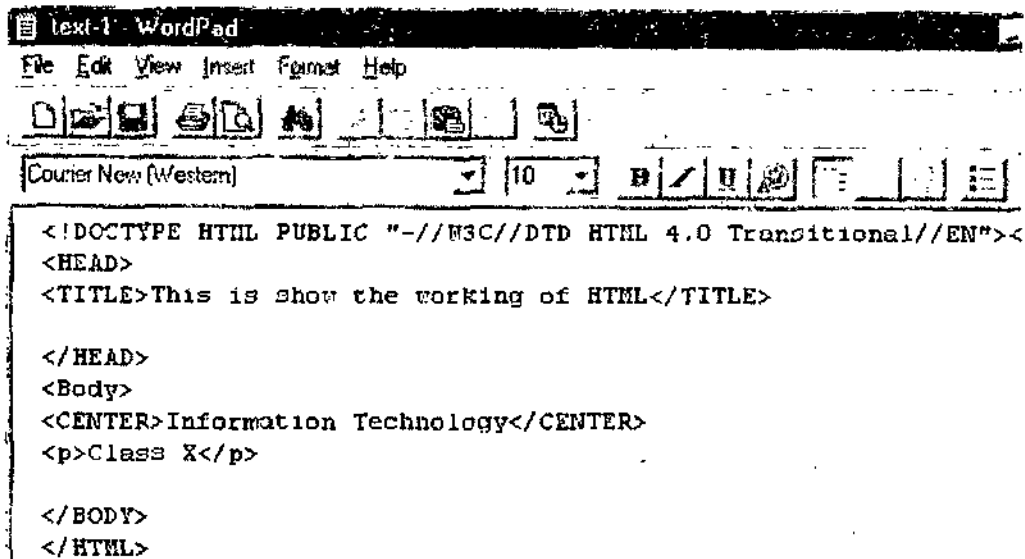 text-1 - WordPad
File Edit View Insert Format Help
Courier New (Western) 10 B / U
<!DOCTYPE HTML PUBLIC "-//W3C//DTD HTML 4.0 Transitional//EN"><
<HEAD>
<TITLE>This is show the working of HTML</TITLE>
</HEAD>
<Body>
<CENTER>Information Technology</CENTER>
<p>Class X</p>
</BODY>
</HTML>